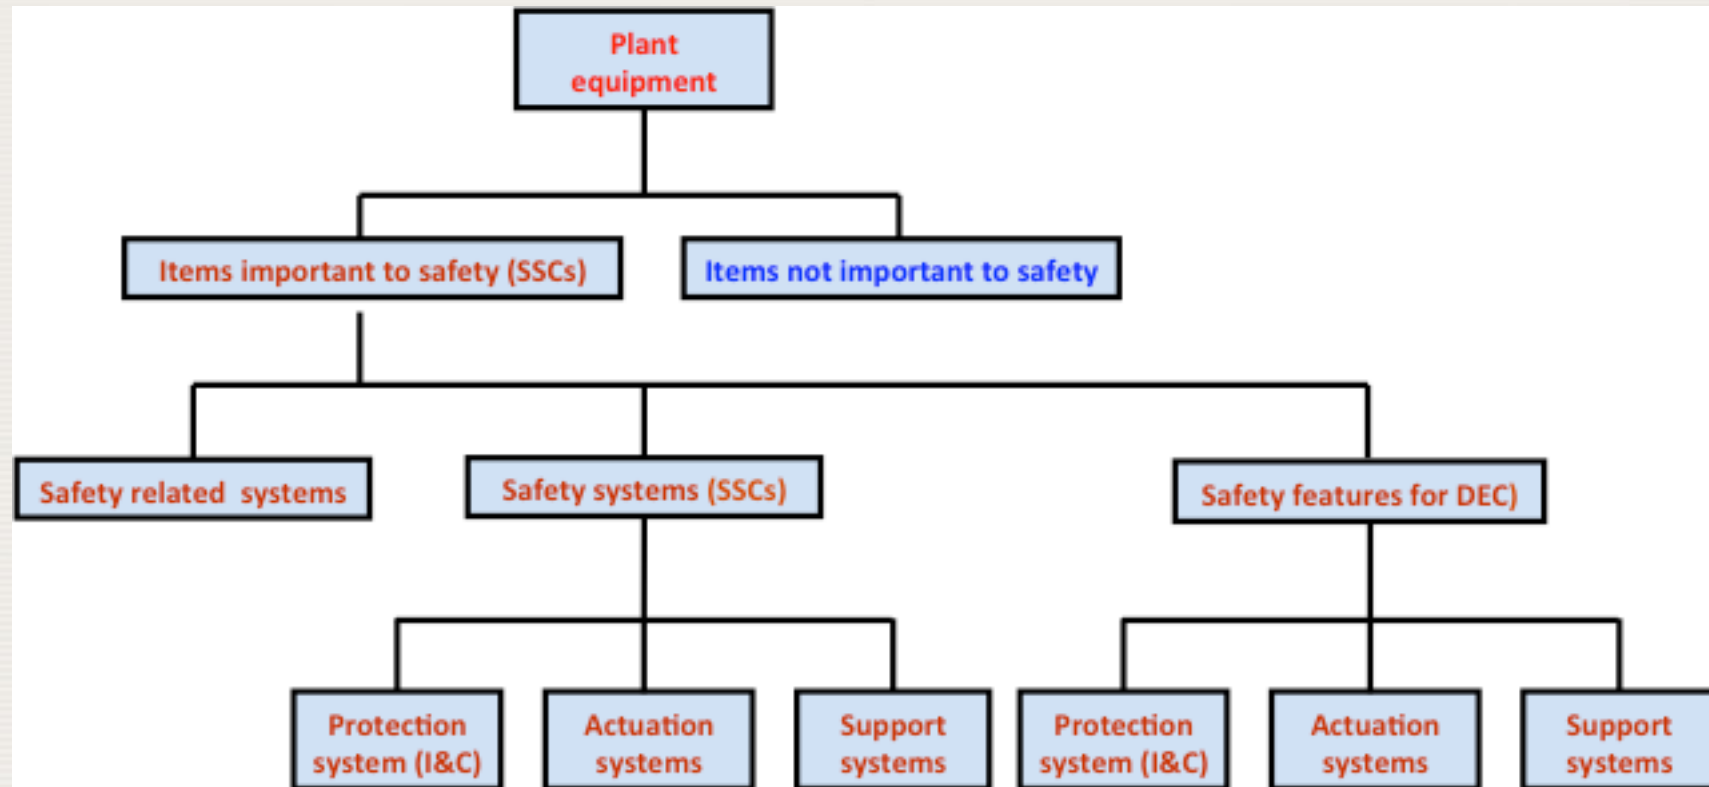 Plant
equipment
Items important to safety (SSCs)
Items not important to safety
Safety related systems
Safety systems (SSCs)
Safety features for DEC)
Protection
system (I&C)
Actuation
systems
Support
systems
Protection
system (I&C)
Actuation
systems
Support
systems